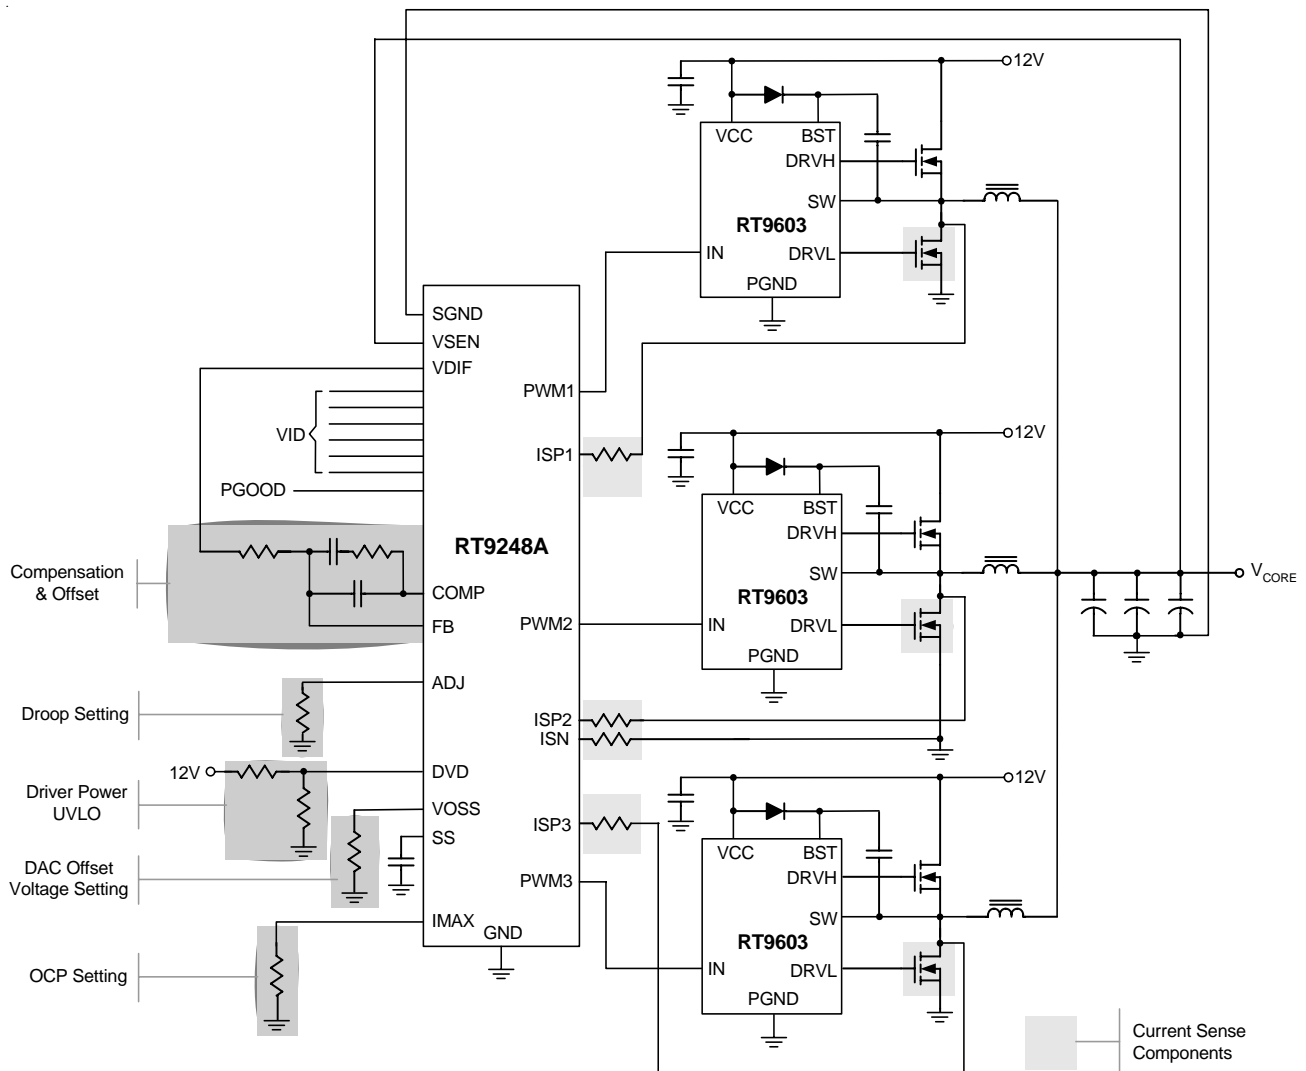 12V
VCC
BST
DRVH
SW
RT9603
IN
DRVL
PGND
SGND
VSEN
VDIF
PWM1
VID
ISP1
PGOOD
RT9248A
Compensation
& Offset
COMP
FB
PWM2
ADJ
Droop Setting
ISP2
ISN
12V
DVD
Driver Power
UVLO
VOSS
SS
ISP3
DAC Offset
Voltage Setting
PWM3
IMAX
GND
OCP Setting
12V
VCC
BST
DRVH
SW
RT9603
IN
DRVL
PGND
VCORE
12V
VCC
BST
DRVH
SW
RT9603
IN
DRVL
PGND
Current Sense
Components